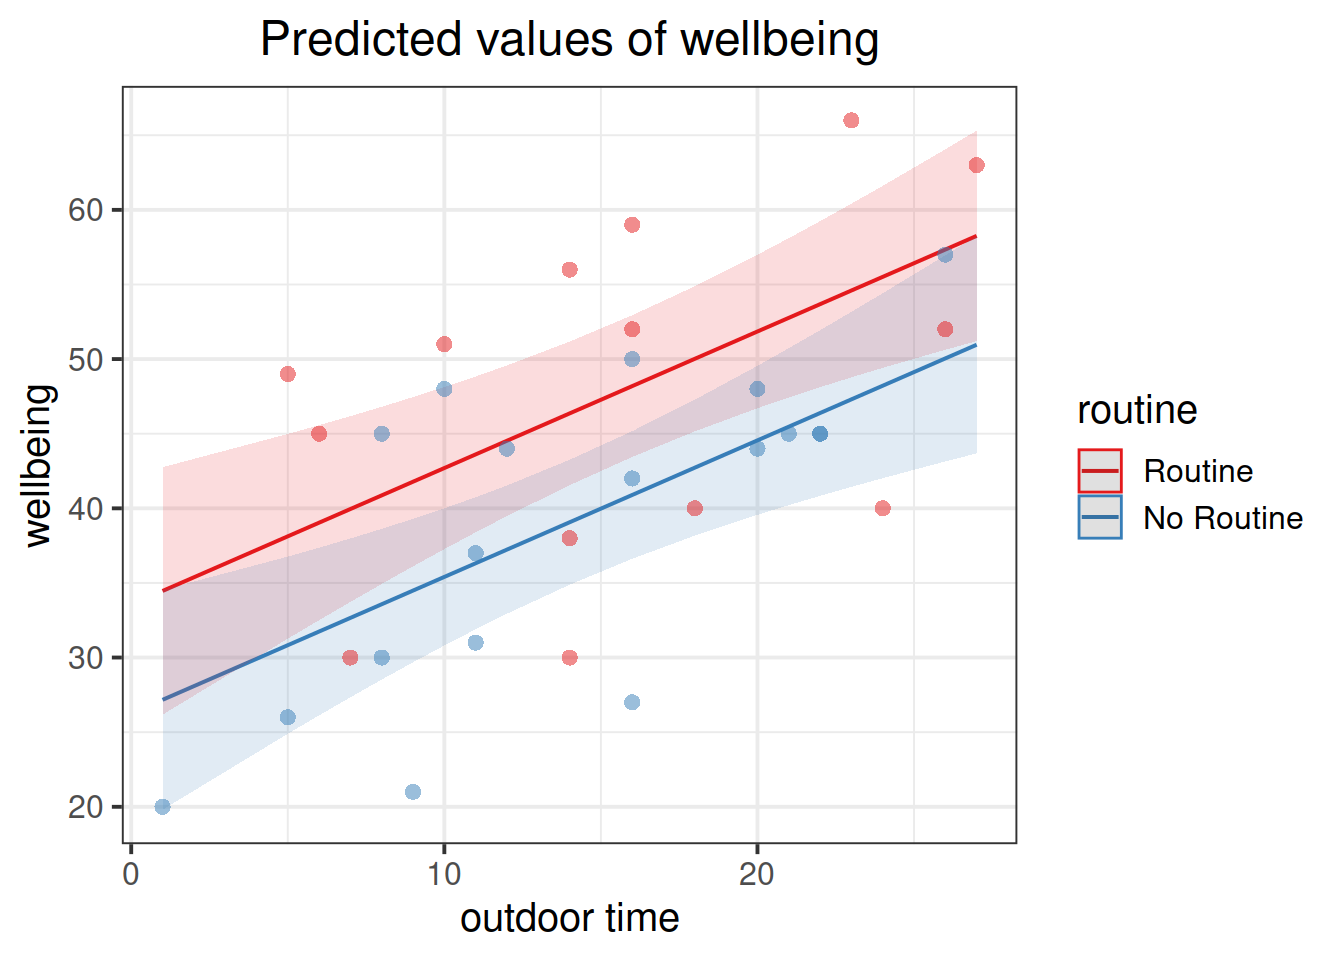 Predicted values of wellbeing
wellbeing
60
50
40
30
20
0
10
20
outdoor time
routine
Routine
No Routine